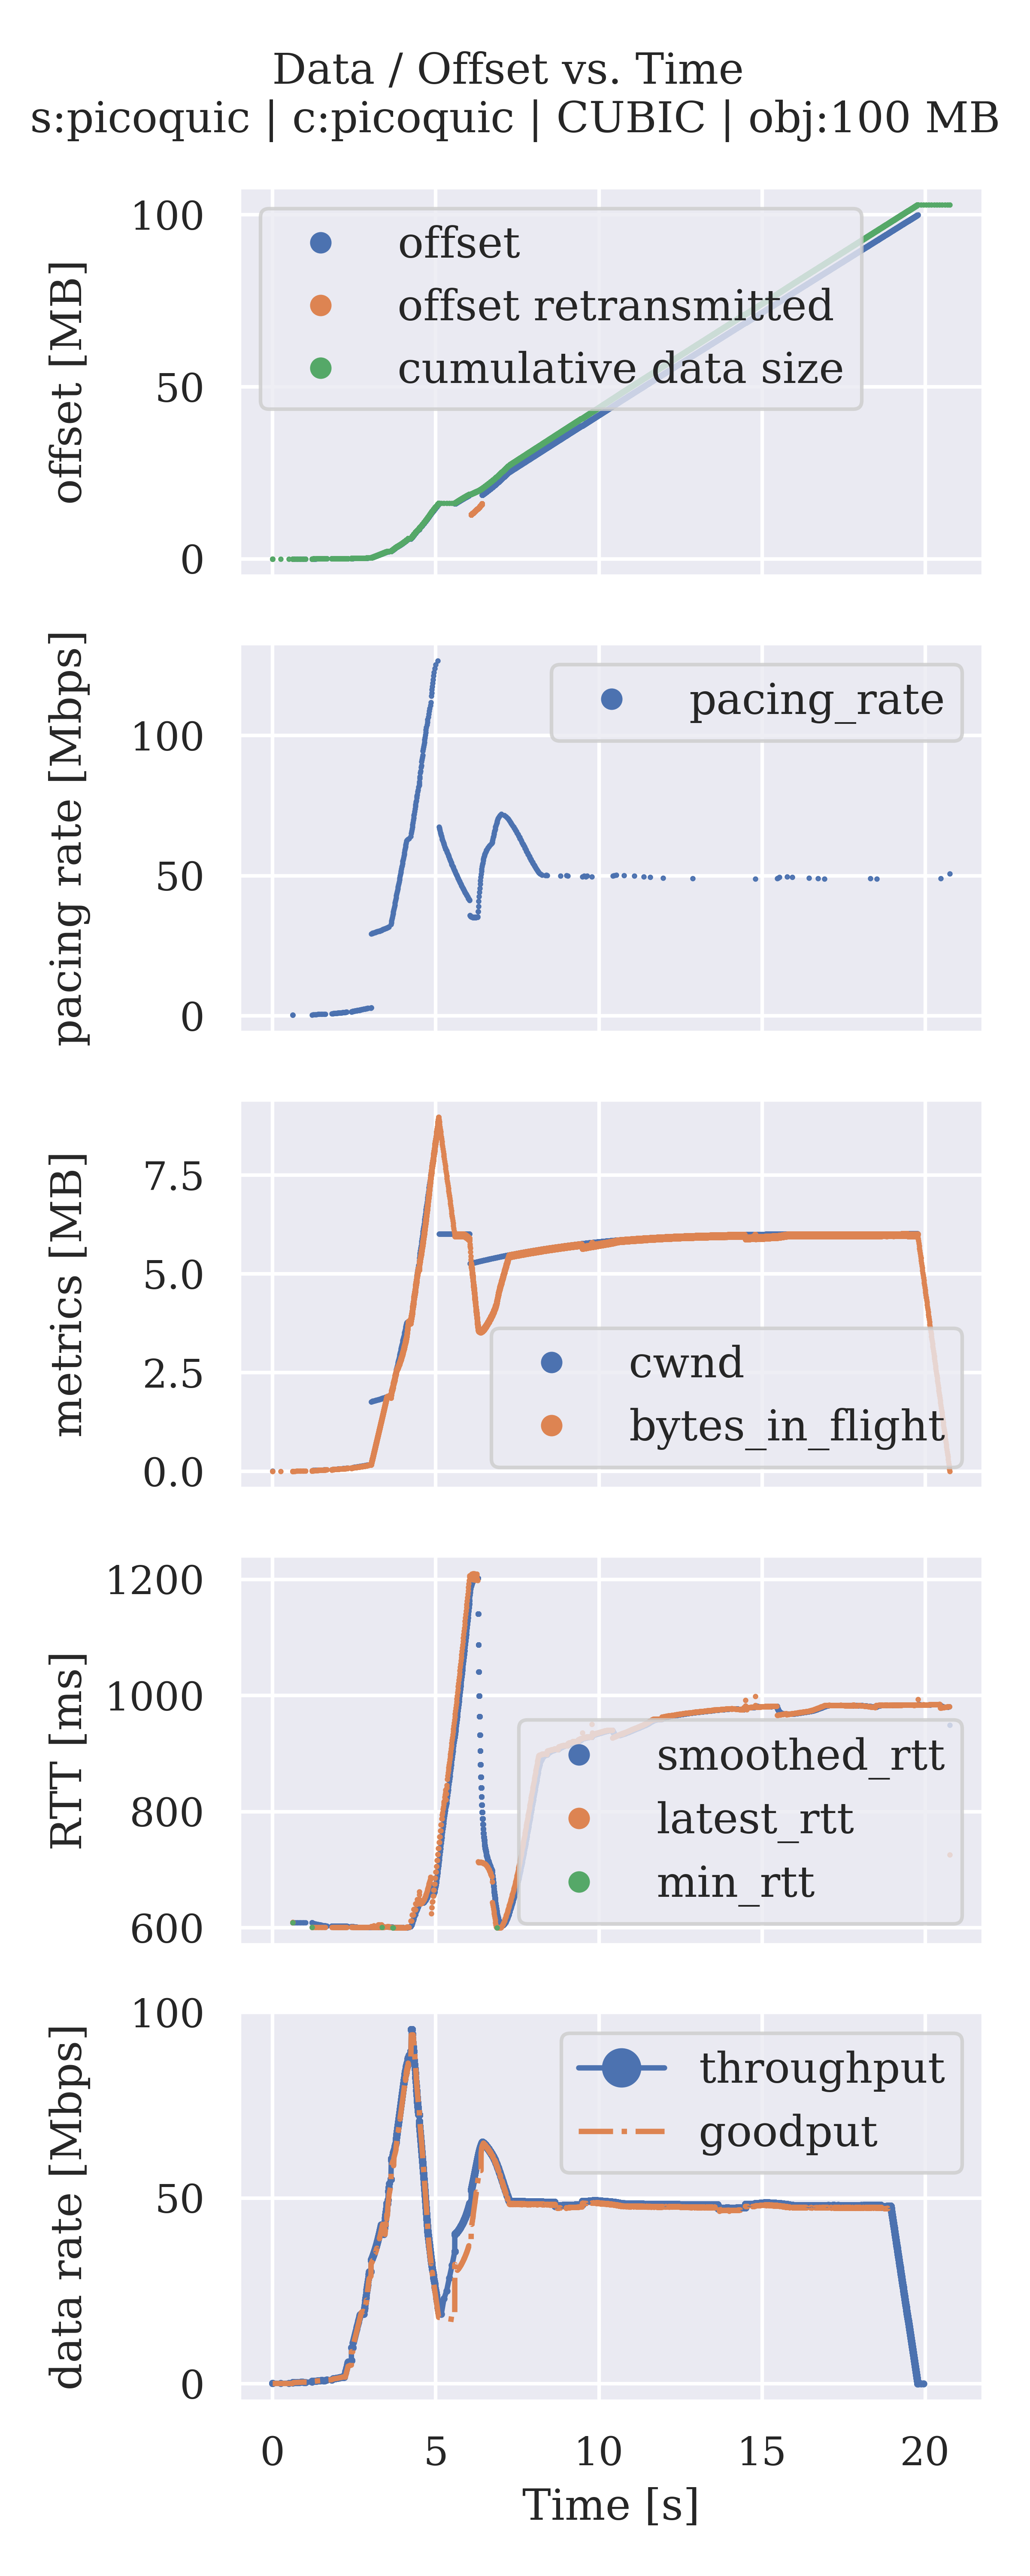 Data / Offset vs. Time
s:picoquic | c:picoquic | CUBIC | obj:100 MB
offset [MB]
100
50
0
offset
offset retransmitted
cumulative data size
pacing rate [Mbps]
100
50
0
pacing_rate
metrics [MB]
7.5
5.0
2.5
0.0
cwnd
bytes_in_flight
RTT [ms]
1200
1000
800
600
smoothed_rtt
latest_rtt
min_rtt
data rate [Mbps]
100
50
0
throughput
goodput
0 5 10 15 20
Time [s]